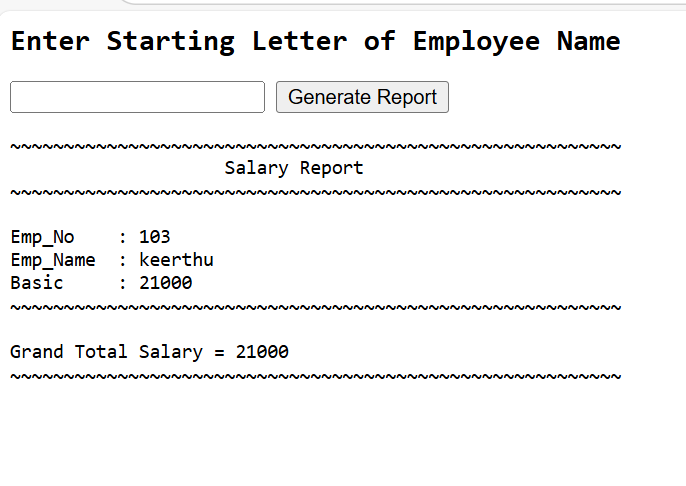 Enter Starting Letter of Employee Name
Generate Report
~~~~~~~~~~~~~~~~~~~~~~~~~~~~~~~~~~~~~~~~~~~~~~~~~~~~~~~~~
Salary Report
~~~~~~~~~~~~~~~~~~~~~~~~~~~~~~~~~~~~~~~~~~~~~~~~~~~~~~~~~
Emp_No    : 103
Emp_Name  : keerthu
Basic     : 21000
~~~~~~~~~~~~~~~~~~~~~~~~~~~~~~~~~~~~~~~~~~~~~~~~~~~~~~~~~
Grand Total Salary = 21000
~~~~~~~~~~~~~~~~~~~~~~~~~~~~~~~~~~~~~~~~~~~~~~~~~~~~~~~~~